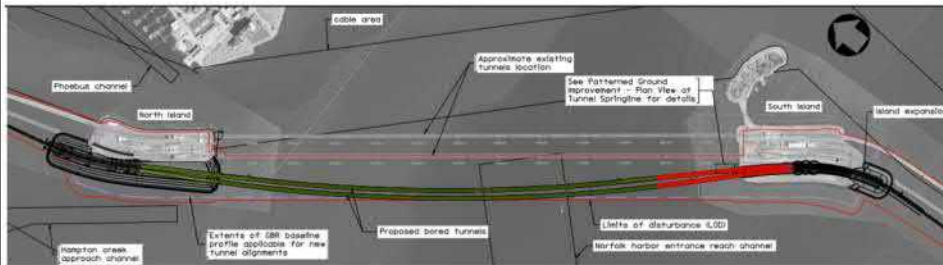 cable area
Approximate existing
tunnels location
Phoebus channel
See Patterned Ground
Improvement - Plan View at
Tunnel Springline for details
North Island
South Island
Island expansion
Extents of GBR baseline
profile applicable for new
tunnel alignments
Proposed bored tunnels
Limits of disturbance (LOD)
Norfolk harbor entrance reach channel
Hampton creek
approach channel